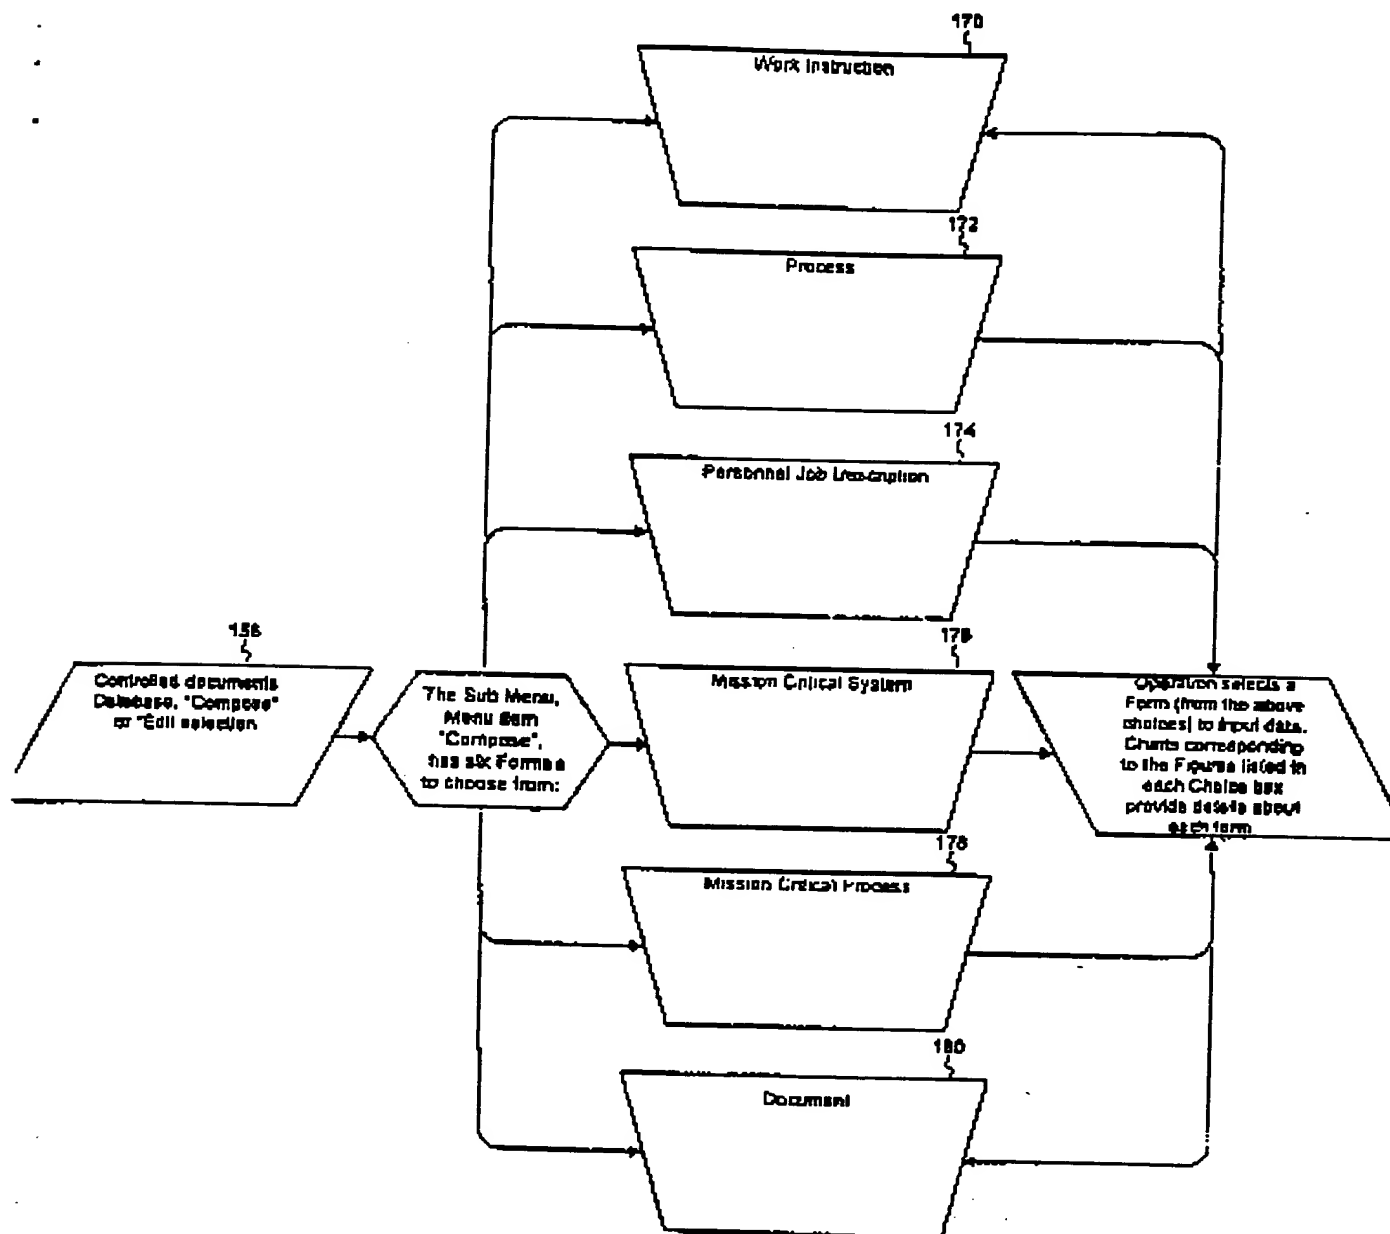 170
Work Instruction
172
Process
174
Personnel Job Description
156
Controlled documents
Database, "Compose"
or "Edit selection
The Sub Menu,
Menu Item
"Compose",
has six Forms
to choose from:
176
Mission Critical System
Operation selects a
Form (from the above
choices) to input data.
Charts corresponding
to the Figures listed in
each Choice box
provide details about
each form
178
Mission Critical Process
180
Document